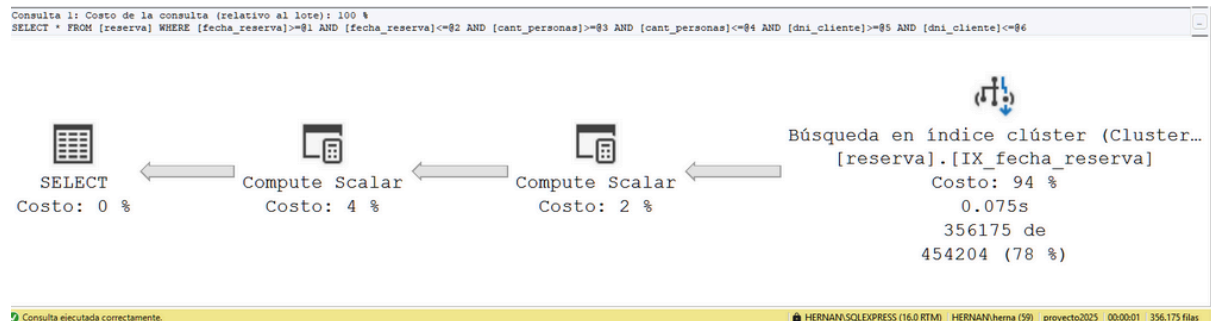 Consulta 1: Costo de la consulta (relativo al lote): 100 %
SELECT * FROM [reserva] WHERE [fecha_reserva]>=@1 AND [fecha_reserva]<=@2 AND [cant_personas]>=@3 AND [cant_personas]<=@4 AND [dni_cliente]>=@5 AND [dni_cliente]<=@6
...
SELECT
Costo: 0 %
Compute Scalar
Costo: 4 %
Compute Scalar
Costo: 2 %
Búsqueda en índice clúster (Cluster…
[reserva].[IX_fecha_reserva]
Costo: 94 %
0.075s
356175 de
454204 (78 %)
Consulta ejecutada correctamente.
HERNAN\SQLEXPRESS (16.0 RTM) HERNAN\herna (59) proyecto2025 00:00:01 356.175 filas